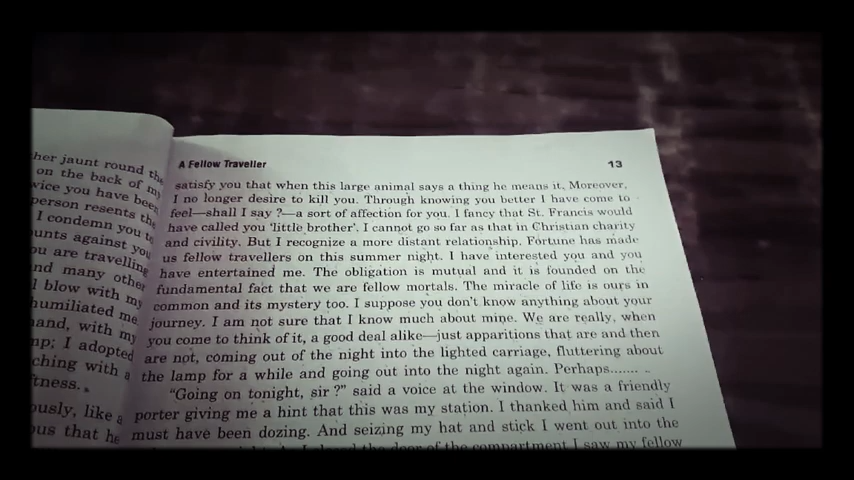 her jaunt round the
on the back of my
vice you have been
person resents the
I condemn you to
unts against you
ou are travelling
nd many other
l blow with my
humiliated me
and, with my
mp; I adopted
ching with a
tness.
ously, like a
ous that he
A Fellow Traveller 13
satisfy you that when this large animal says a thing he means it. Moreover,
I no longer desire to kill you. Through knowing you better I have come to
feel—shall I say ?—a sort of affection for you. I fancy that St. Francis would
have called you 'little brother'. I cannot go so far as that in Christian charity
and civility. But I recognize a more distant relationship. Fortune has made
us fellow travellers on this summer night. I have interested you and you
have entertained me. The obligation is mutual and it is founded on the
fundamental fact that we are fellow mortals. The miracle of life is ours in
common and its mystery too. I suppose you don't know anything about your
journey. I am not sure that I know much about mine. We are really, when
you come to think of it, a good deal alike—just apparitions that are and then
are not, coming out of the night into the lighted carriage, fluttering about
the lamp for a while and going out into the night again. Perhaps....... ..
"Going on tonight, sir ?" said a voice at the window. It was a friendly
porter giving me a hint that this was my station. I thanked him and said I
must have been dozing. And seizing my hat and stick I went out into the
the door of the compartment I saw my fellow